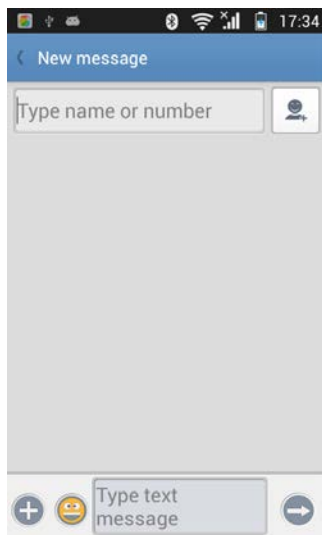 17:34
New message
Type name or number
Type text
message